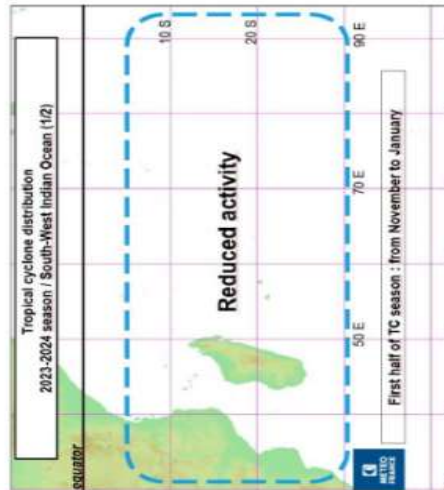 Tropical cyclone distribution
2023-2024 season / South-West Indian Ocean (1/2)
equator
10 S
Reduced activity
20 S
50 E
70 E
90 E
METEO
FRANCE
First half of TC season : from November to January